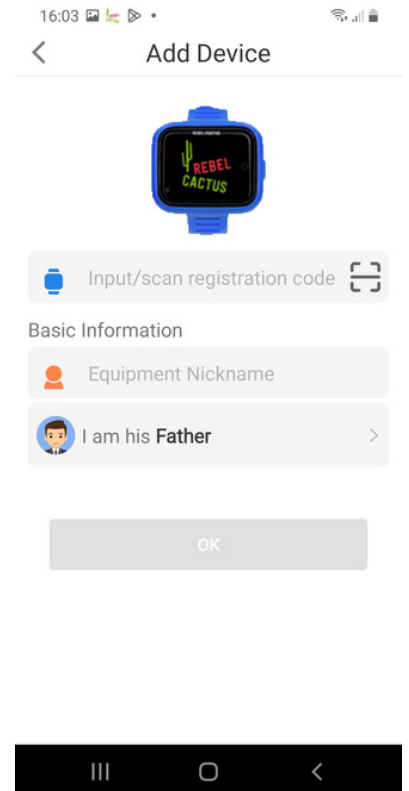 16:03
Add Device
REBEL
CACTUS
Input/scan registration code
Basic Information
Equipment Nickname
I am his Father
OK